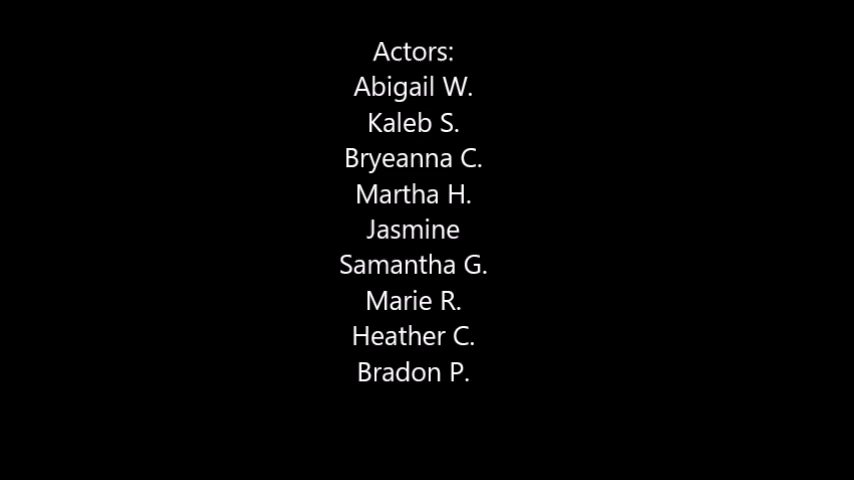 Actors:
Abigail W.
Kaleb S.
Bryeanna C.
Martha H.
Jasmine
Samantha G.
Marie R.
Heather C.
Bradon P.